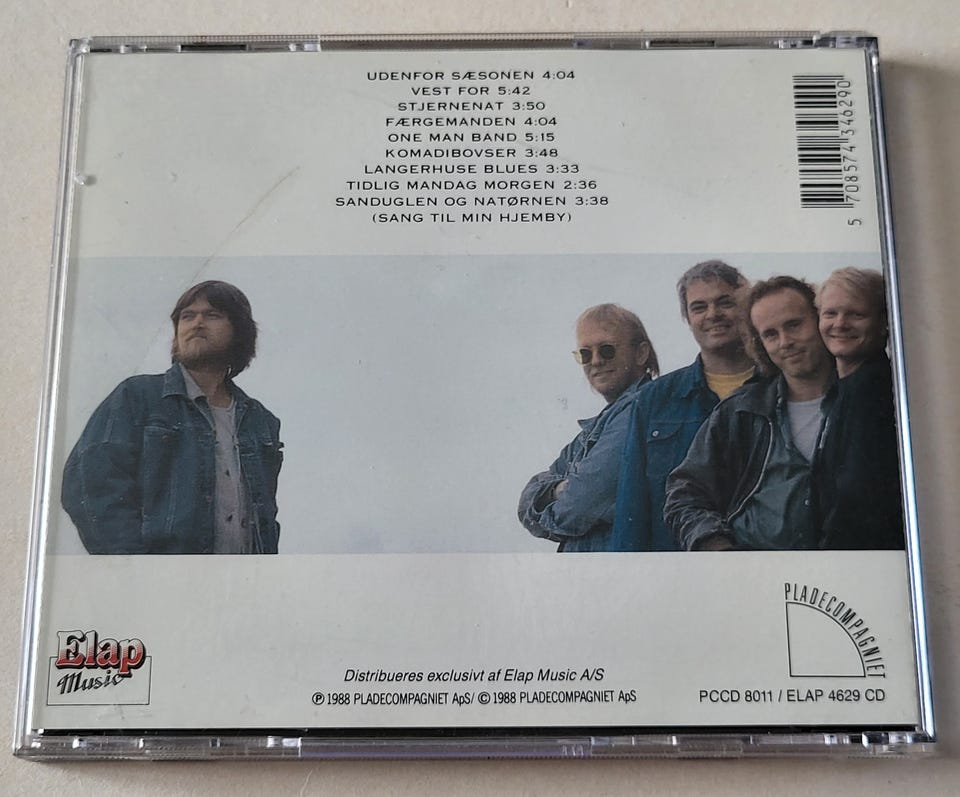 UDENFOR SÆSONEN 4:04
VEST FOR 5:42
STJERNENAT 3:50
FÆRGEMANDEN 4:04
ONE MAN BAND 5:15
KOMADIBOVSER 3:48
LANGERHUSE BLUES 3:33
TIDLIG MANDAG MORGEN 2:36
SANDUGLEN OG NATØRNEN 3:38
(SANG TIL MIN HJEMBY)
5 708574 346290
PLADECOMPAGNIET
Elap
Music
Distribueres exclusivt af Elap Music A/S
℗ 1988 PLADECOMPAGNIET ApS/ © 1988 PLADECOMPAGNIET ApS
PCCD 8011 / ELAP 4629 CD